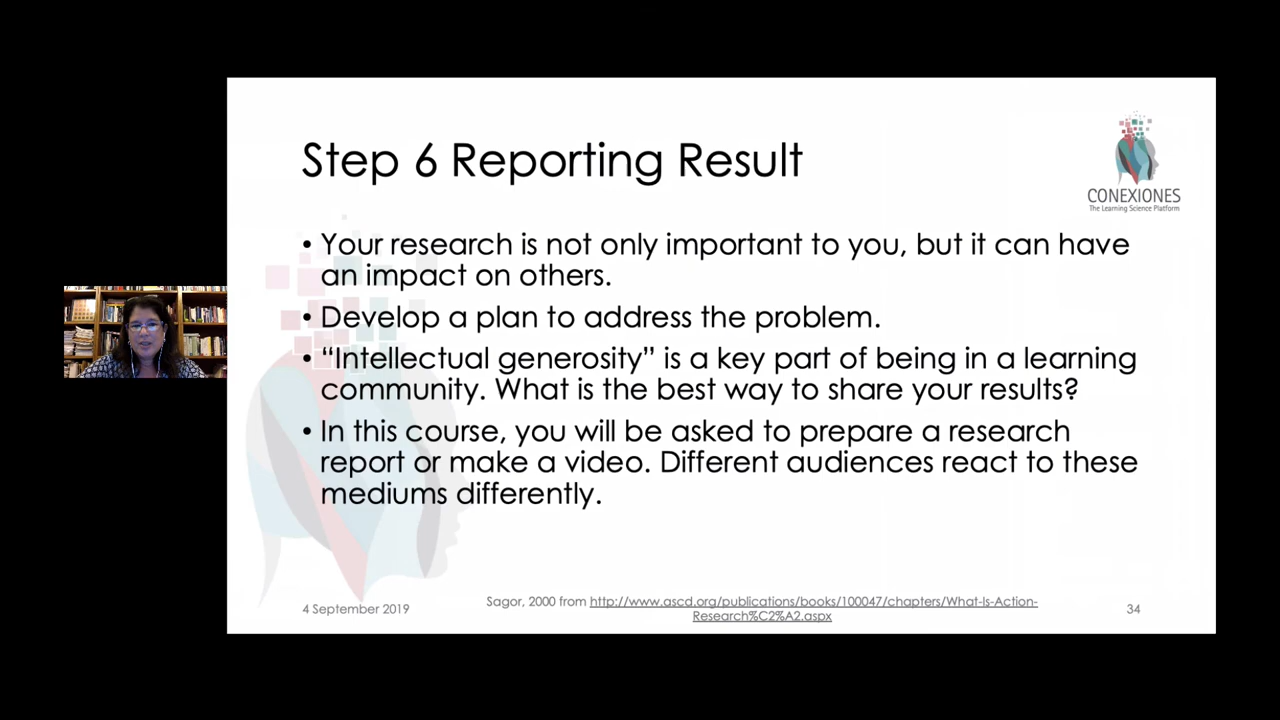 Step 6 Reporting Result
CONEXIONES
The Learning Science Platform
• Your research is not only important to you, but it can have
an impact on others.
• Develop a plan to address the problem.
• “Intellectual generosity” is a key part of being in a learning
community. What is the best way to share your results?
• In this course, you will be asked to prepare a research
report or make a video. Different audiences react to these
mediums differently.
4 September 2019
Sagor, 2000 from http://www.ascd.org/publications/books/100047/chapters/What-Is-Action-
Research%C2%A2.aspx
34